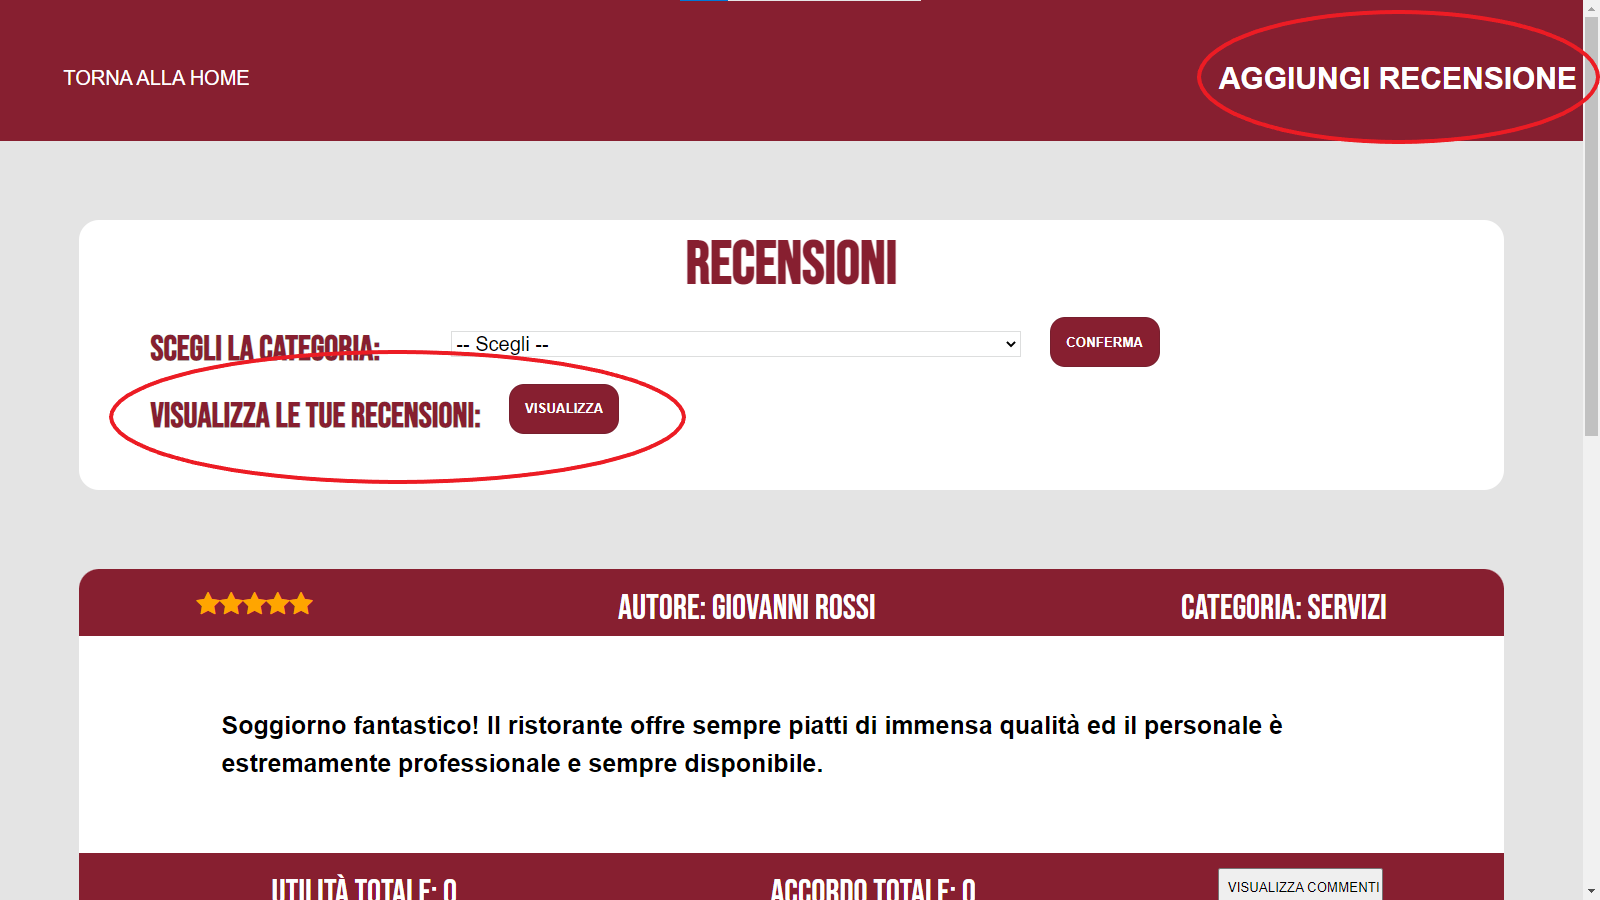 TORNA ALLA HOME
AGGIUNGI RECENSIONE
RECENSIONI
SCEGLI LA CATEGORIA:
-- Scegli --
CONFERMA
VISUALIZZA LE TUE RECENSIONI:
VISUALIZZA
AUTORE: GIOVANNI ROSSI
CATEGORIA: SERVIZI
Soggiorno fantastico! Il ristorante offre sempre piatti di immensa qualità ed il personale è
estremamente professionale e sempre disponibile.
UTILITÀ TOTALE: 0
ACCORDO TOTALE: 0
VISUALIZZA COMMENTI